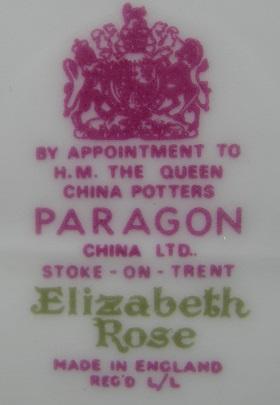 BY APPOINTMENT TO
H.M. THE QUEEN
CHINA POTTERS
PARAGON
CHINA LTD..
STOKE-ON-TRENT
Elizabeth
Rose
MADE IN ENGLAND
REG'D L/L